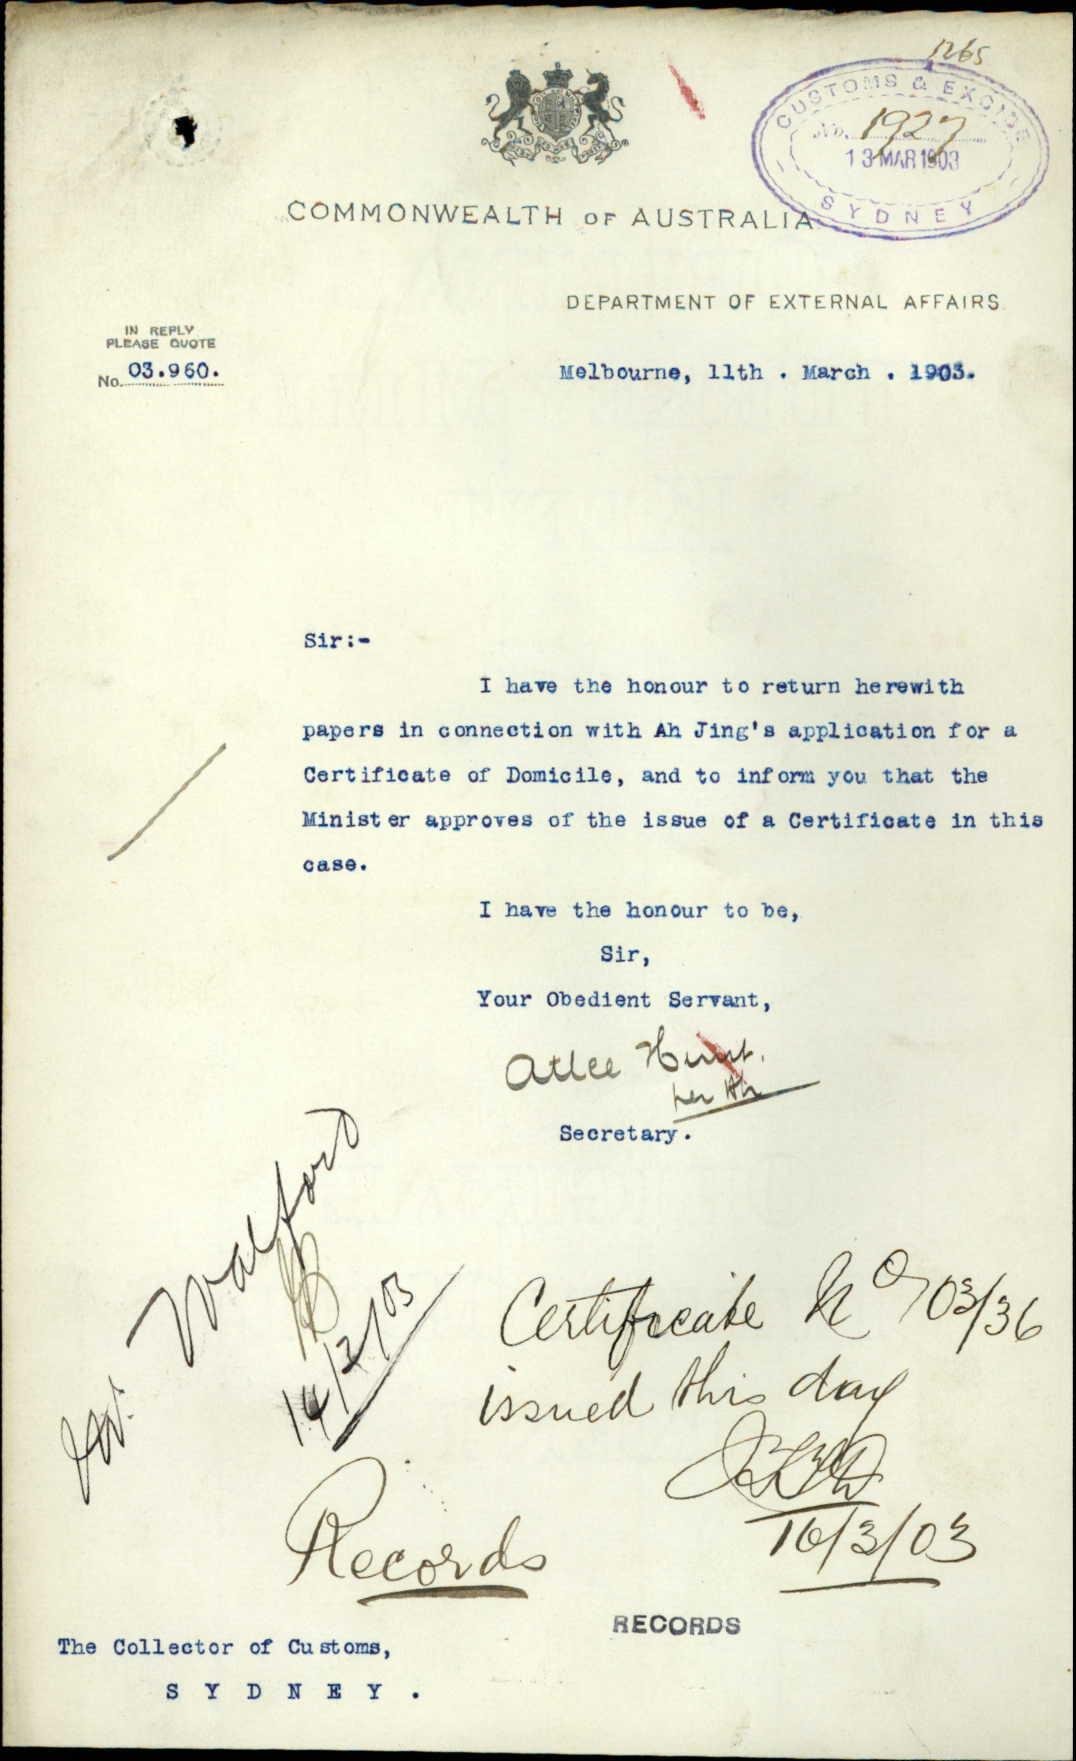 1265
CUSTOMS & EXCISE
No. 1927
13 MAR 1903
SYDNEY
COMMONWEALTH OF AUSTRALIA.
DEPARTMENT OF EXTERNAL AFFAIRS.
IN REPLY
PLEASE QUOTE
No. 03.960.
Melbourne, 11th . March . 1903.
Sir:-
I have the honour to return herewith
papers in connection with Ah Jing's application for a
Certificate of Domicile, and to inform you that the
Minister approves of the issue of a Certificate in this
case.
I have the honour to be,
Sir,
Your Obedient Servant,
Atlee Hunt.
per
Secretary.
Mr. Walford
14/3/03
Certificate No 03/36
issued this day
16/3/03
Records
RECORDS
The Collector of Customs,
S Y D N E Y .